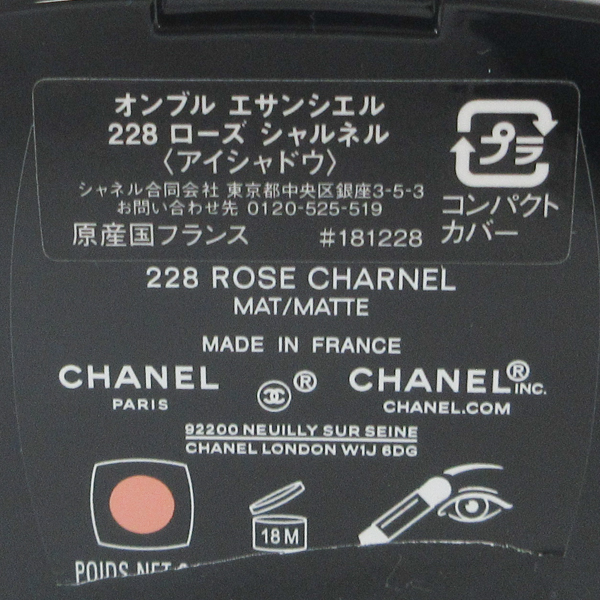 オンブル エサンシエル
228 ローズ シャルネル
〈アイシャドウ〉
シャネル合同会社 東京都中央区銀座3-5-3
お問い合わせ先 0120-525-519
原産国フランス #181228
プラ
コンパクト
カバー
228 ROSE CHARNEL
MAT/MATTE
MADE IN FRANCE
CHANEL
PARIS
®
CHANEL® INC.
CHANEL.COM
92200 NEUILLY SUR SEINE
CHANEL LONDON W1J 6DG
18 M
POIDS NET